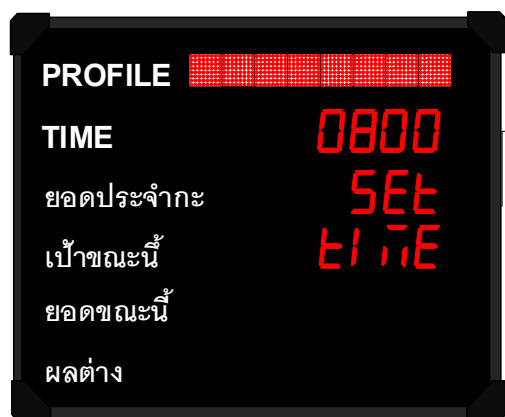 PROFILE
TIME 0800
ยอดประจำกะ SEt
เป้าขณะนี้ tImE
ยอดขณะนี้
ผลต่าง